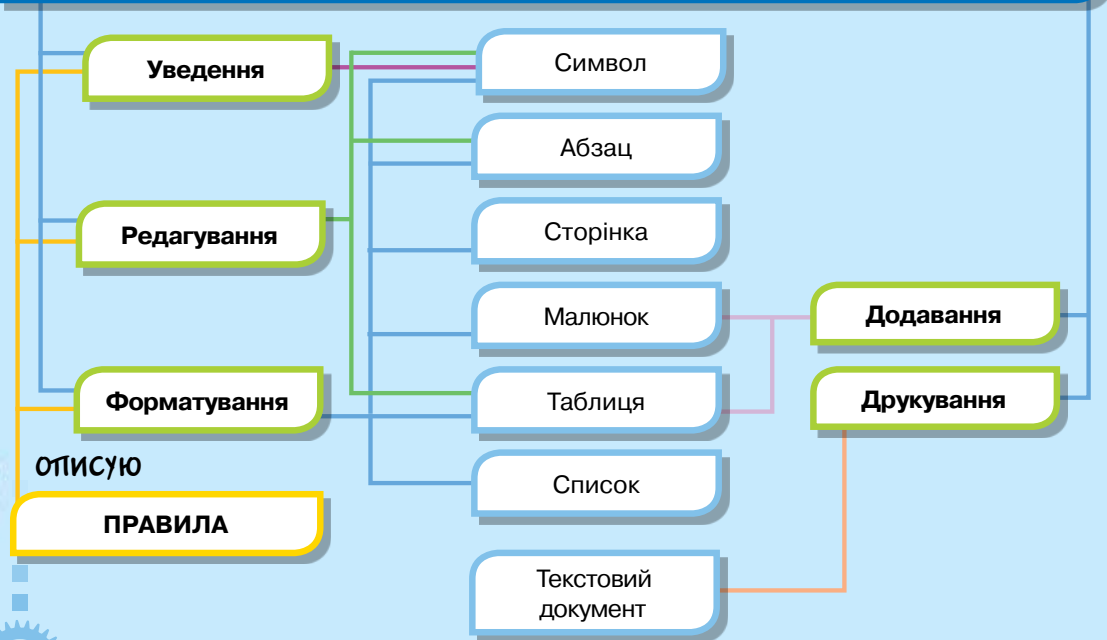 Уведення
Символ
Абзац
Редагування
Сторінка
Малюнок
Додавання
Форматування
Таблиця
Друкування
описую
Список
ПРАВИЛА
Текстовий
документ